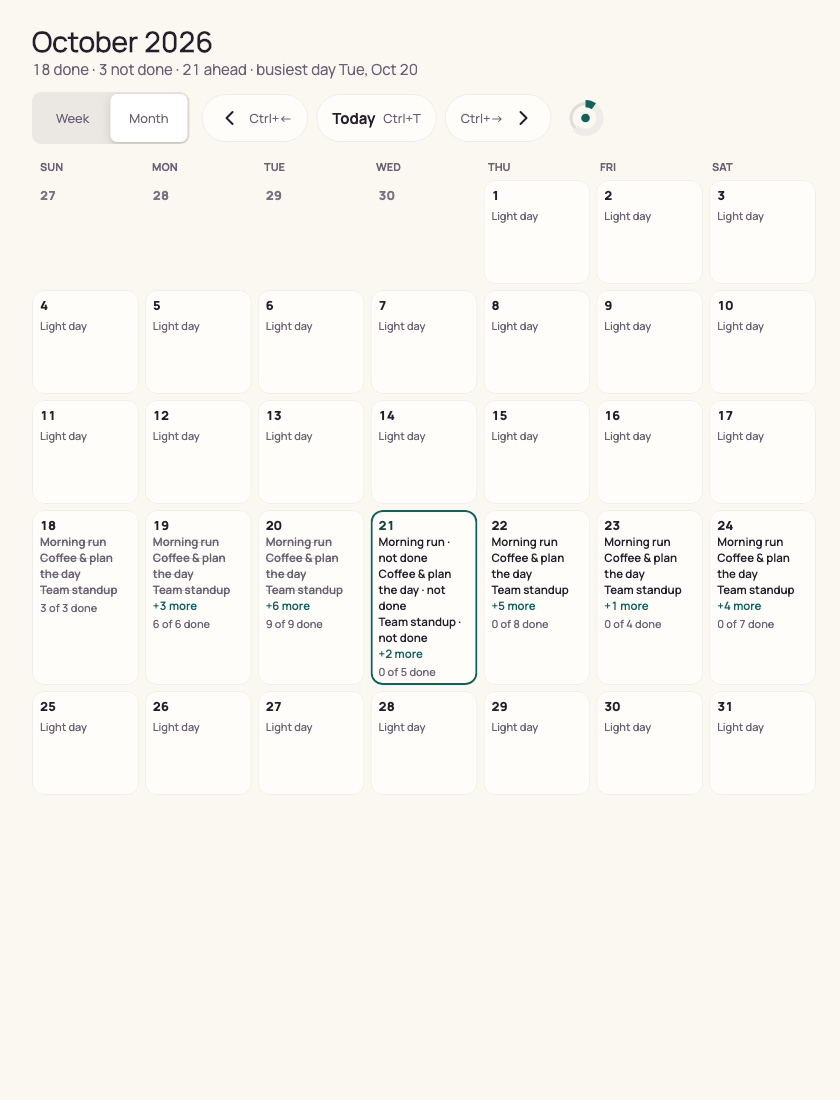 October 2026
18 done · 3 not done · 21 ahead · busiest day Tue, Oct 20
Week Month Ctrl+← Today Ctrl+T Ctrl+→
SUN MON TUE WED THU FRI SAT
27 28 29 30 1 2 3
Light day Light day Light day
4 5 6 7 8 9 10
Light day Light day Light day Light day Light day Light day Light day
11 12 13 14 15 16 17
Light day Light day Light day Light day Light day Light day Light day
18
Morning run
Coffee & plan
the day
Team standup
3 of 3 done
19
Morning run
Coffee & plan
the day
Team standup
+3 more
6 of 6 done
20
Morning run
Coffee & plan
the day
Team standup
+6 more
9 of 9 done
21
Morning run ·
not done
Coffee & plan
the day · not
done
Team standup ·
not done
+2 more
0 of 5 done
22
Morning run
Coffee & plan
the day
Team standup
+5 more
0 of 8 done
23
Morning run
Coffee & plan
the day
Team standup
+1 more
0 of 4 done
24
Morning run
Coffee & plan
the day
Team standup
+4 more
0 of 7 done
25 26 27 28 29 30 31
Light day Light day Light day Light day Light day Light day Light day